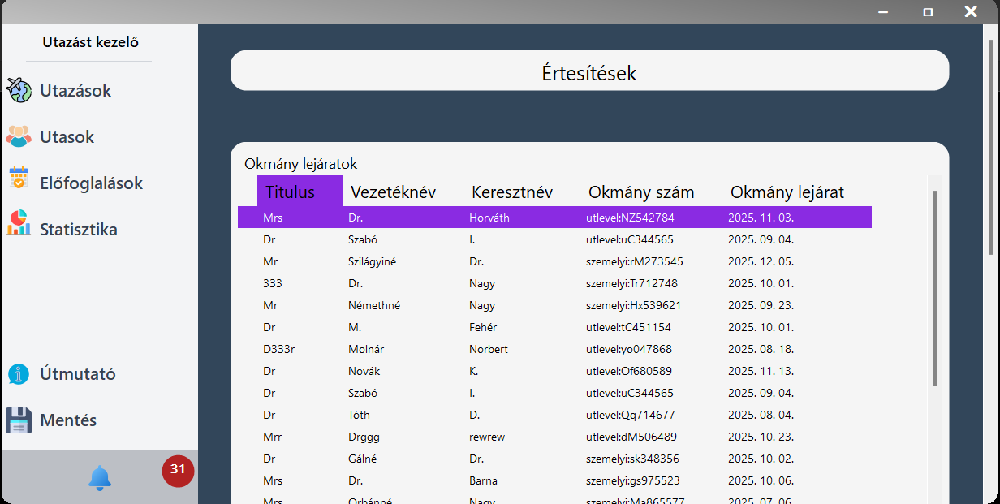 Utazást kezelő
Utazások
Utasok
Előfoglalások
Statisztika
Útmutató
Mentés
31
Értesítések
Okmány lejáratok
Titulus Vezetéknév Keresztnév Okmány szám Okmány lejárat
Mrs Dr. Horváth utlevel:NZ542784 2025. 11. 03.
Dr Szabó I. utlevel:uC344565 2025. 09. 04.
Mr Szilágyiné Dr. szemelyi:rM273545 2025. 12. 05.
333 Dr. Nagy szemelyi:Tr712748 2025. 10. 01.
Mr Némethné Nagy szemelyi:Hx539621 2025. 09. 23.
Dr M. Fehér utlevel:tC451154 2025. 10. 01.
D333r Molnár Norbert utlevel:yo047868 2025. 08. 18.
Dr Novák K. utlevel:Of680589 2025. 11. 13.
Dr Szabó I. utlevel:uC344565 2025. 09. 04.
Dr Tóth D. utlevel:Qq714677 2025. 08. 04.
Mrr Drggg rewrew utlevel:dM506489 2025. 10. 23.
Dr Gálné Dr. szemelyi:sk348356 2025. 10. 02.
Mrs Dr. Barna szemelyi:gs975523 2025. 10. 06.
Mrs Orbánné Nagy szemelyi:Ma865577 2025. 07. 06.